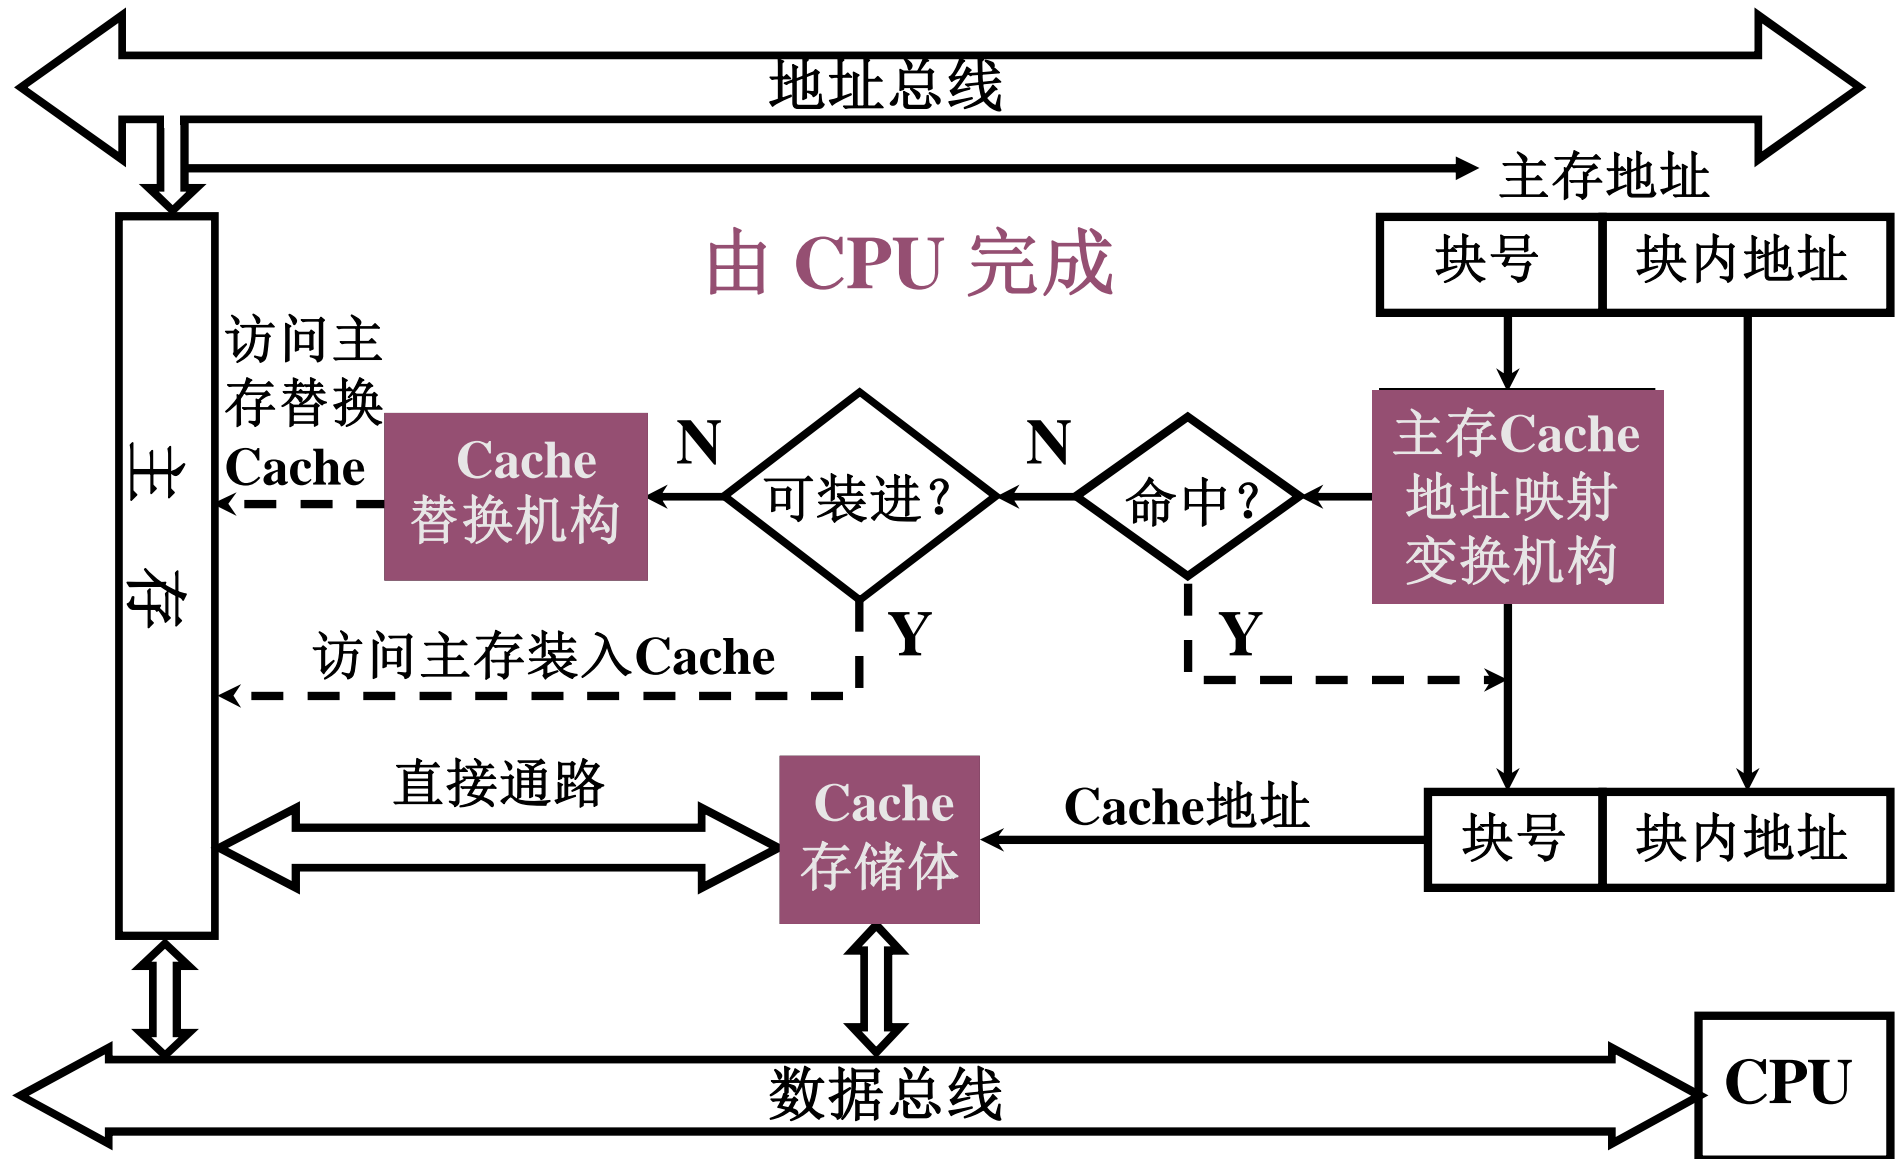 地址总线
主存地址
由 CPU 完成
块号
块内地址
访问主
存替换
Cache
主存
Cache
替换机构
N
可装进？
N
命中？
主存Cache
地址映射
变换机构
Y
Y
访问主存装入Cache
直接通路
Cache
存储体
Cache地址
块号
块内地址
数据总线
CPU